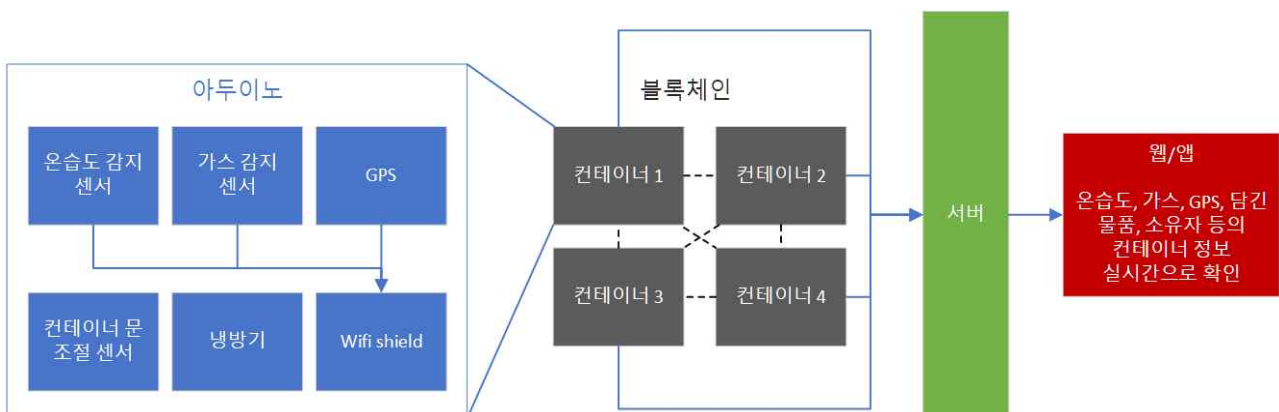 아두이노
온습도 감지
센서
가스 감지
센서
GPS
컨테이너 문
조절 센서
냉방기
Wifi shield
블록체인
컨테이너 1
컨테이너 2
컨테이너 3
컨테이너 4
서버
웹/앱
온습도, 가스, GPS, 담긴
물품, 소유자 등의
컨테이너 정보
실시간으로 확인